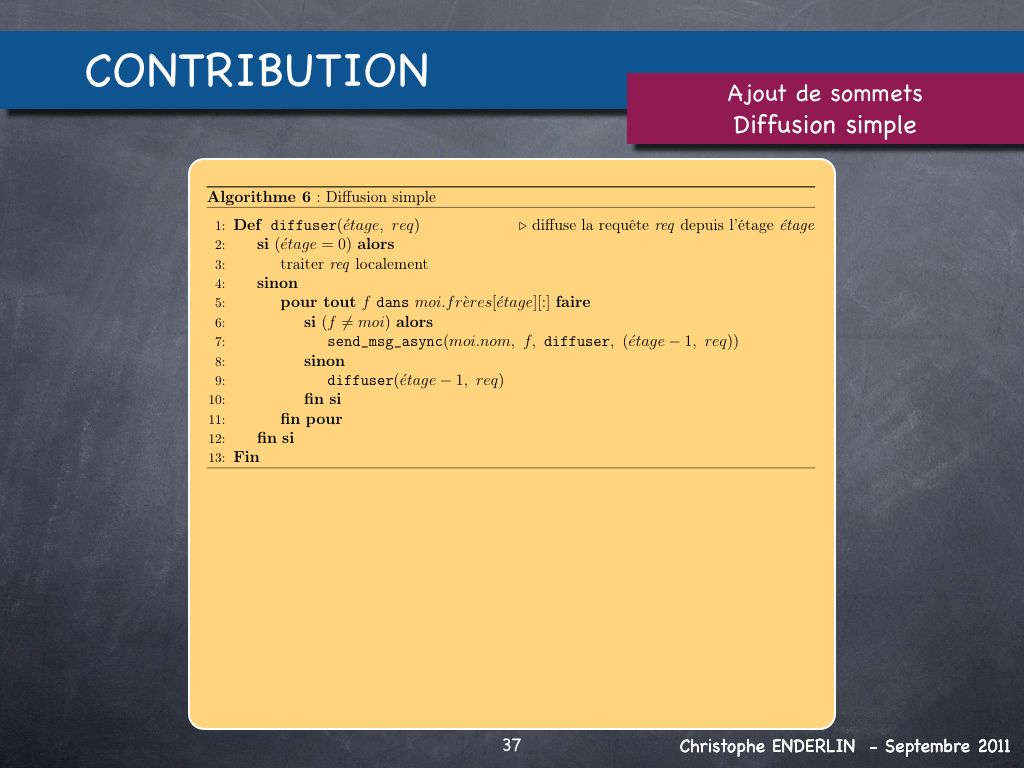 CONTRIBUTION
Ajout de sommets
Diffusion simple
Algorithme 6 : Diffusion simple
1: Def diffuser(étage, req) ▷ diffuse la requête req depuis l'étage étage
2: si (étage = 0) alors
3: traiter req localement
4: sinon
5: pour tout f dans moi.frères[étage][:] faire
6: si (f ≠ moi) alors
7: send_msg_async(moi.nom, f, diffuser, (étage − 1, req))
8: sinon
9: diffuser(étage − 1, req)
10: fin si
11: fin pour
12: fin si
13: Fin
37
Christophe ENDERLIN - Septembre 2011